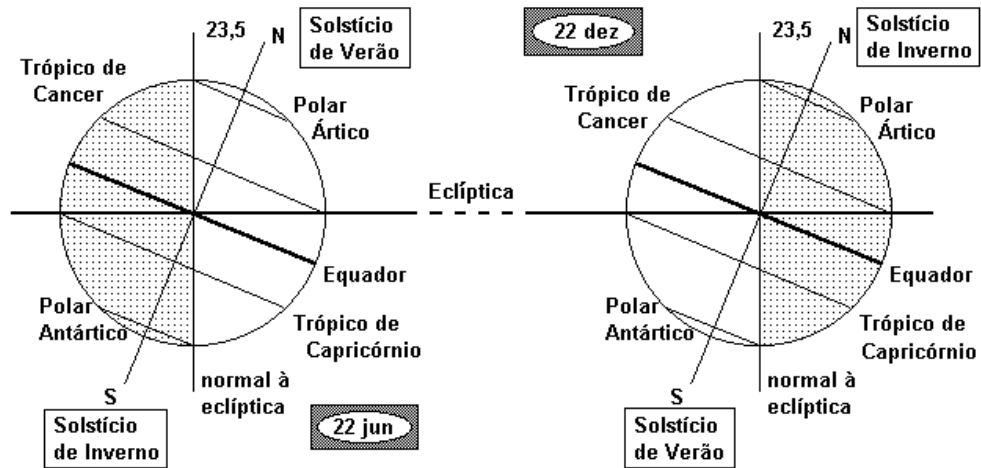 23,5
N
Solstício
de Verão
Trópico de
Cancer
Polar
Ártico
Equador
Polar
Antártico
Trópico de
Capricórnio
S
normal à
eclíptica
Solstício
de Inverno
22 jun
Eclíptica
22 dez
23,5
N
Solstício
de Inverno
Trópico de
Cancer
Polar
Ártico
Equador
Polar
Antártico
Trópico de
Capricórnio
S
normal à
eclíptica
Solstício
de Verão